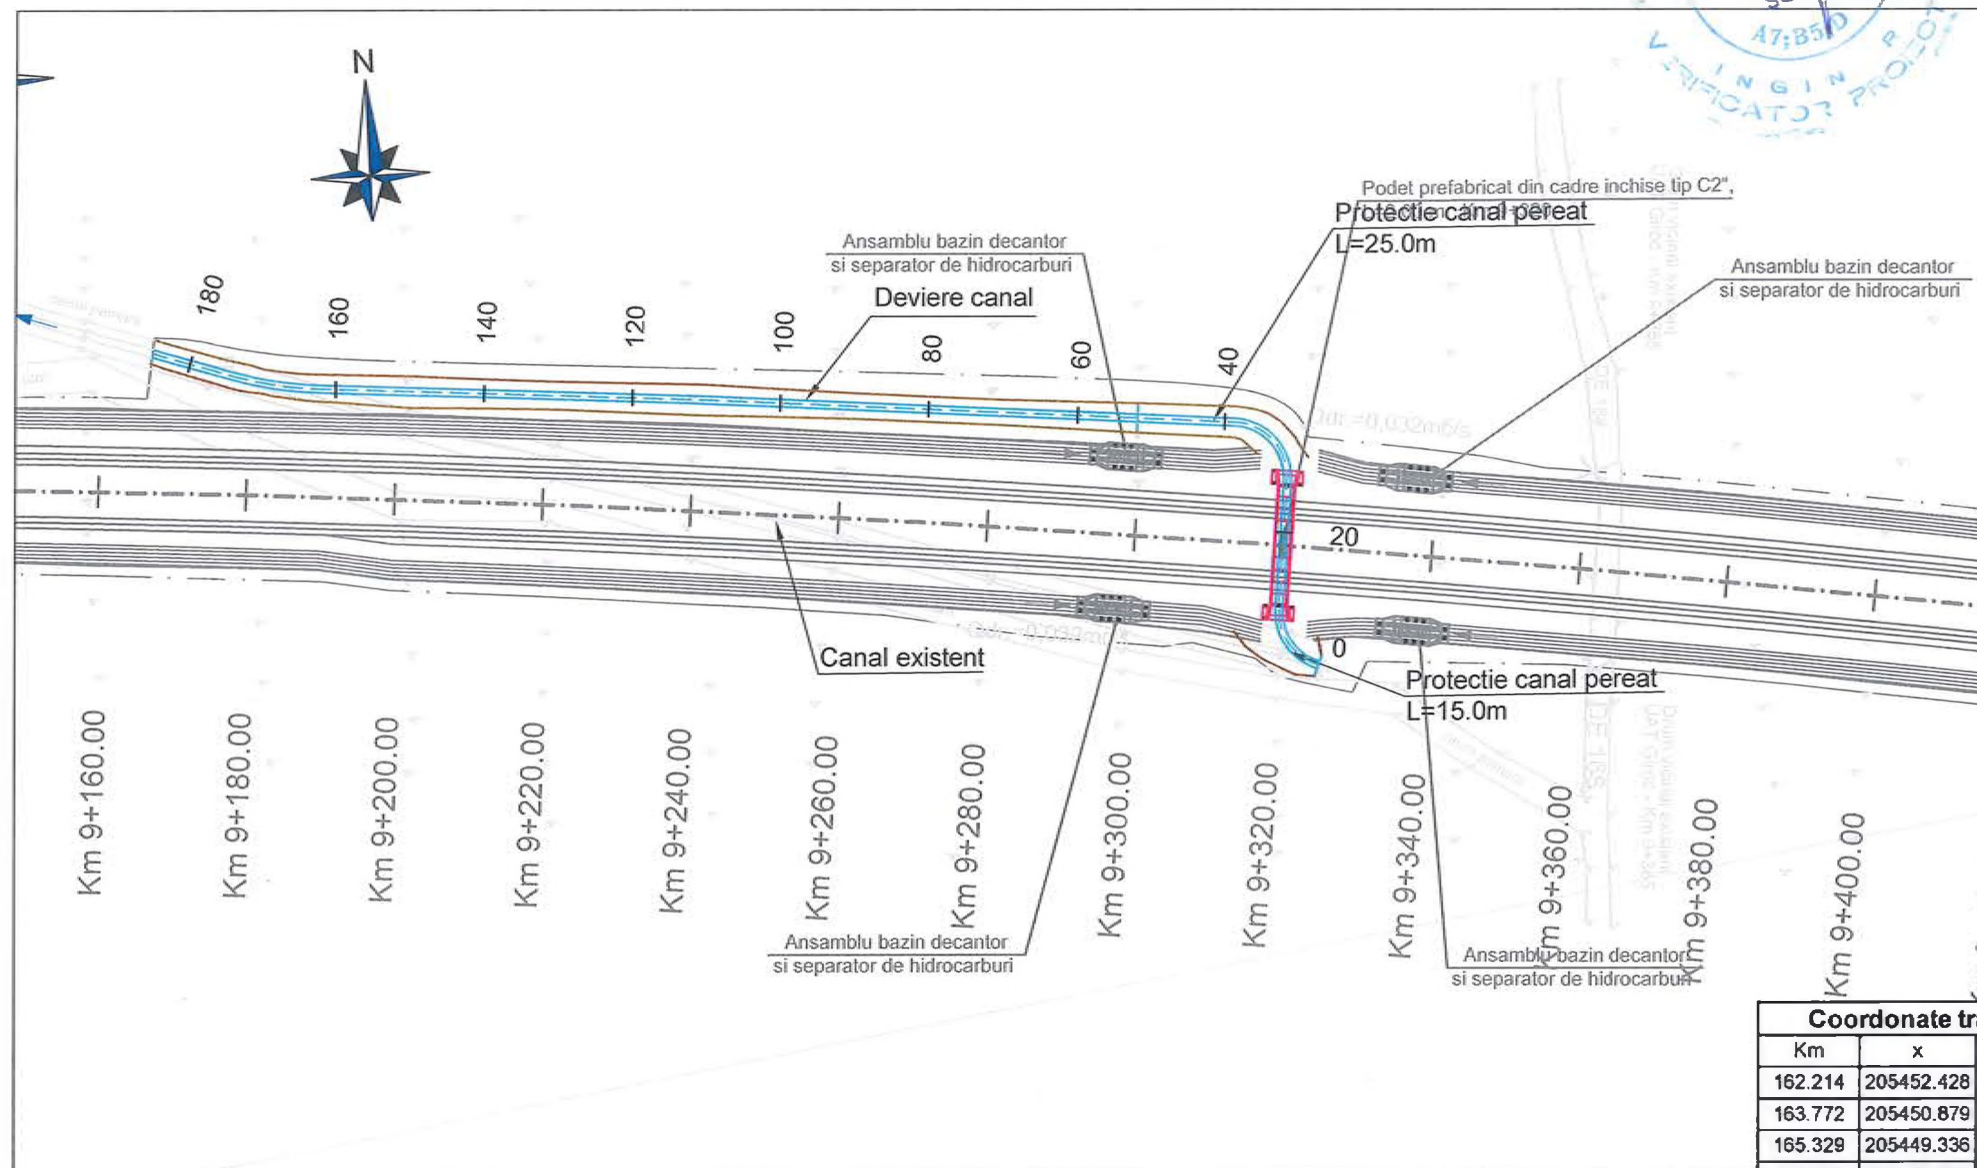 A7;B5;D
INGIN
VERIFICATOR PROIECT
N
Podet prefabricat din cadre inchise tip C2",
Protectie canal pereat
L=25.0m
Ansamblu bazin decantor
si separator de hidrocarburi
Deviere canal
Ansamblu bazin decantor
si separator de hidrocarburi
180
160
140
120
100
80
60
40
20
0
Canal existent
Protectie canal pereat
L=15.0m
Km 9+160.00
Km 9+180.00
Km 9+200.00
Km 9+220.00
Km 9+240.00
Km 9+260.00
Km 9+280.00
Km 9+300.00
Km 9+320.00
Km 9+340.00
Km 9+360.00
Km 9+380.00
Km 9+400.00
Ansamblu bazin decantor
si separator de hidrocarburi
Ansamblu bazin decantor
si separator de hidrocarburi
Coordonate
Km x
162.214 205452.428
163.772 205450.879
165.329 205449.336